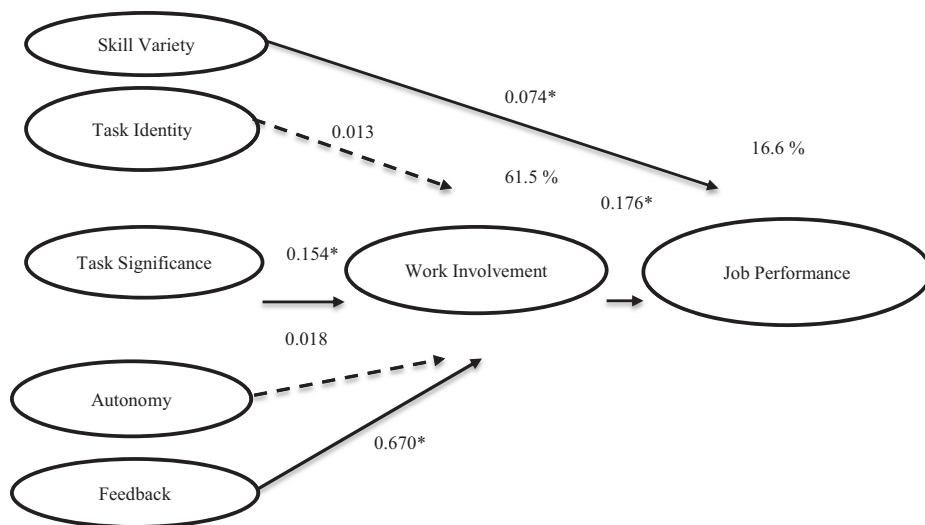 Skill Variety
0.074*
Task Identity
0.013
16.6 %
61.5 %
0.176*
Task Significance
0.154*
Work Involvement
Job Performance
0.018
Autonomy
0.670*
Feedback